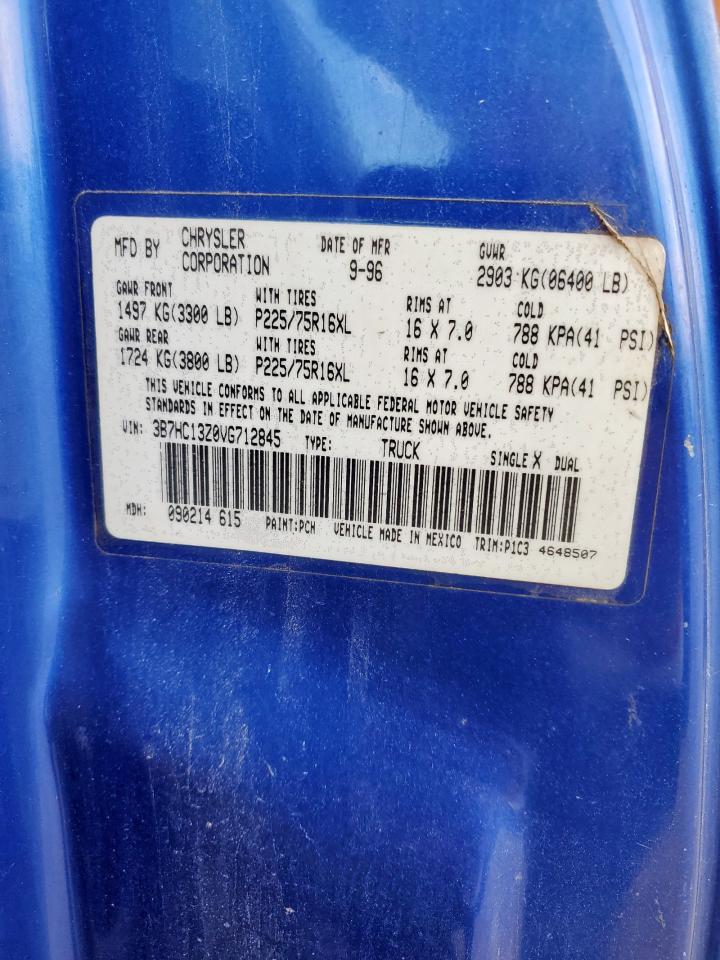 MFD BY CHRYSLER CORPORATION DATE OF MFR 9-96 GVWR 2903 KG(06400 LB)
GAWR FRONT WITH TIRES RIMS AT COLD
1497 KG(3300 LB) P225/75R16XL 16 X 7.0 788 KPA(41 PSI)
GAWR REAR WITH TIRES RIMS AT COLD
1724 KG(3800 LB) P225/75R16XL 16 X 7.0 788 KPA(41 PSI)
THIS VEHICLE CONFORMS TO ALL APPLICABLE FEDERAL MOTOR VEHICLE SAFETY
STANDARDS IN EFFECT ON THE DATE OF MANUFACTURE SHOWN ABOVE.
VIN: 3B7HC13Z0VG712845 TYPE: TRUCK SINGLE X DUAL
MDH: 090214 615 PAINT:PCH VEHICLE MADE IN MEXICO TRIM:P1C3 4648507